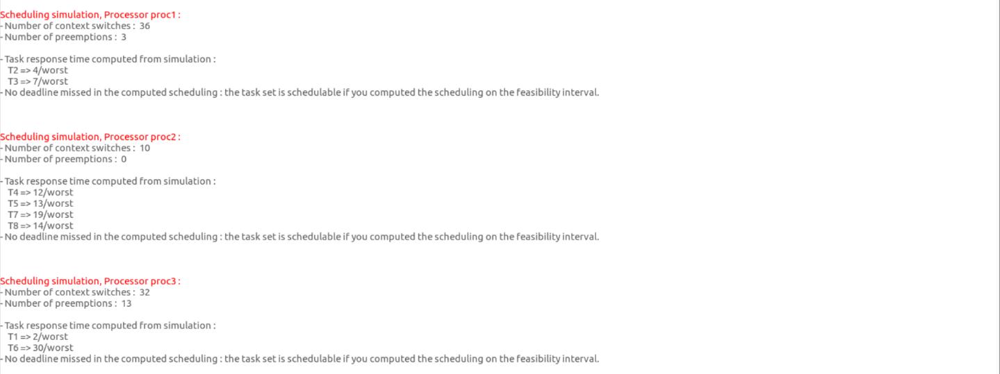 Scheduling simulation, Processor proc1 :
- Number of context switches :  36
- Number of preemptions :  3
- Task response time computed from simulation :
T2 => 4/worst
T3 => 7/worst
- No deadline missed in the computed scheduling : the task set is schedulable if you computed the scheduling on the feasibility interval.
Scheduling simulation, Processor proc2 :
- Number of context switches :  10
- Number of preemptions :  0
- Task response time computed from simulation :
T4 => 12/worst
T5 => 13/worst
T7 => 19/worst
T8 => 14/worst
- No deadline missed in the computed scheduling : the task set is schedulable if you computed the scheduling on the feasibility interval.
Scheduling simulation, Processor proc3 :
- Number of context switches :  32
- Number of preemptions :  13
- Task response time computed from simulation :
T1 => 2/worst
T6 => 30/worst
- No deadline missed in the computed scheduling : the task set is schedulable if you computed the scheduling on the feasibility interval.